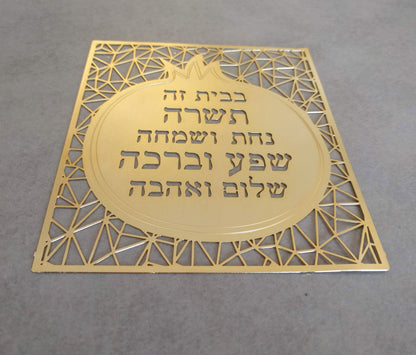 בבית זה
תשרה
נחת ושמחה
שפע וברכה
שלום ואהבה